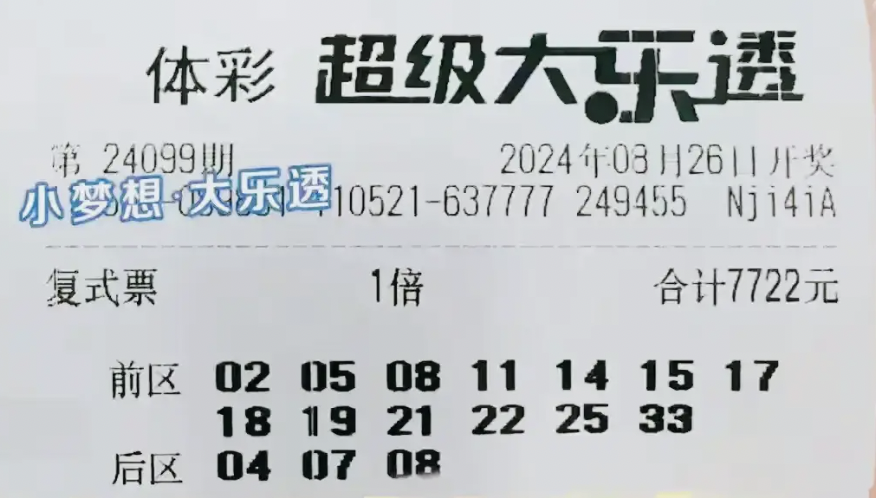 体彩 超级大乐透
第 24099期 2024年08月26日开奖
小梦想·大乐透
110521-637777 249455 Nji4iA
复式票 1倍 合计7722元
前区 02 05 08 11 14 15 17
18 19 21 22 25 33
后区 04 07 08